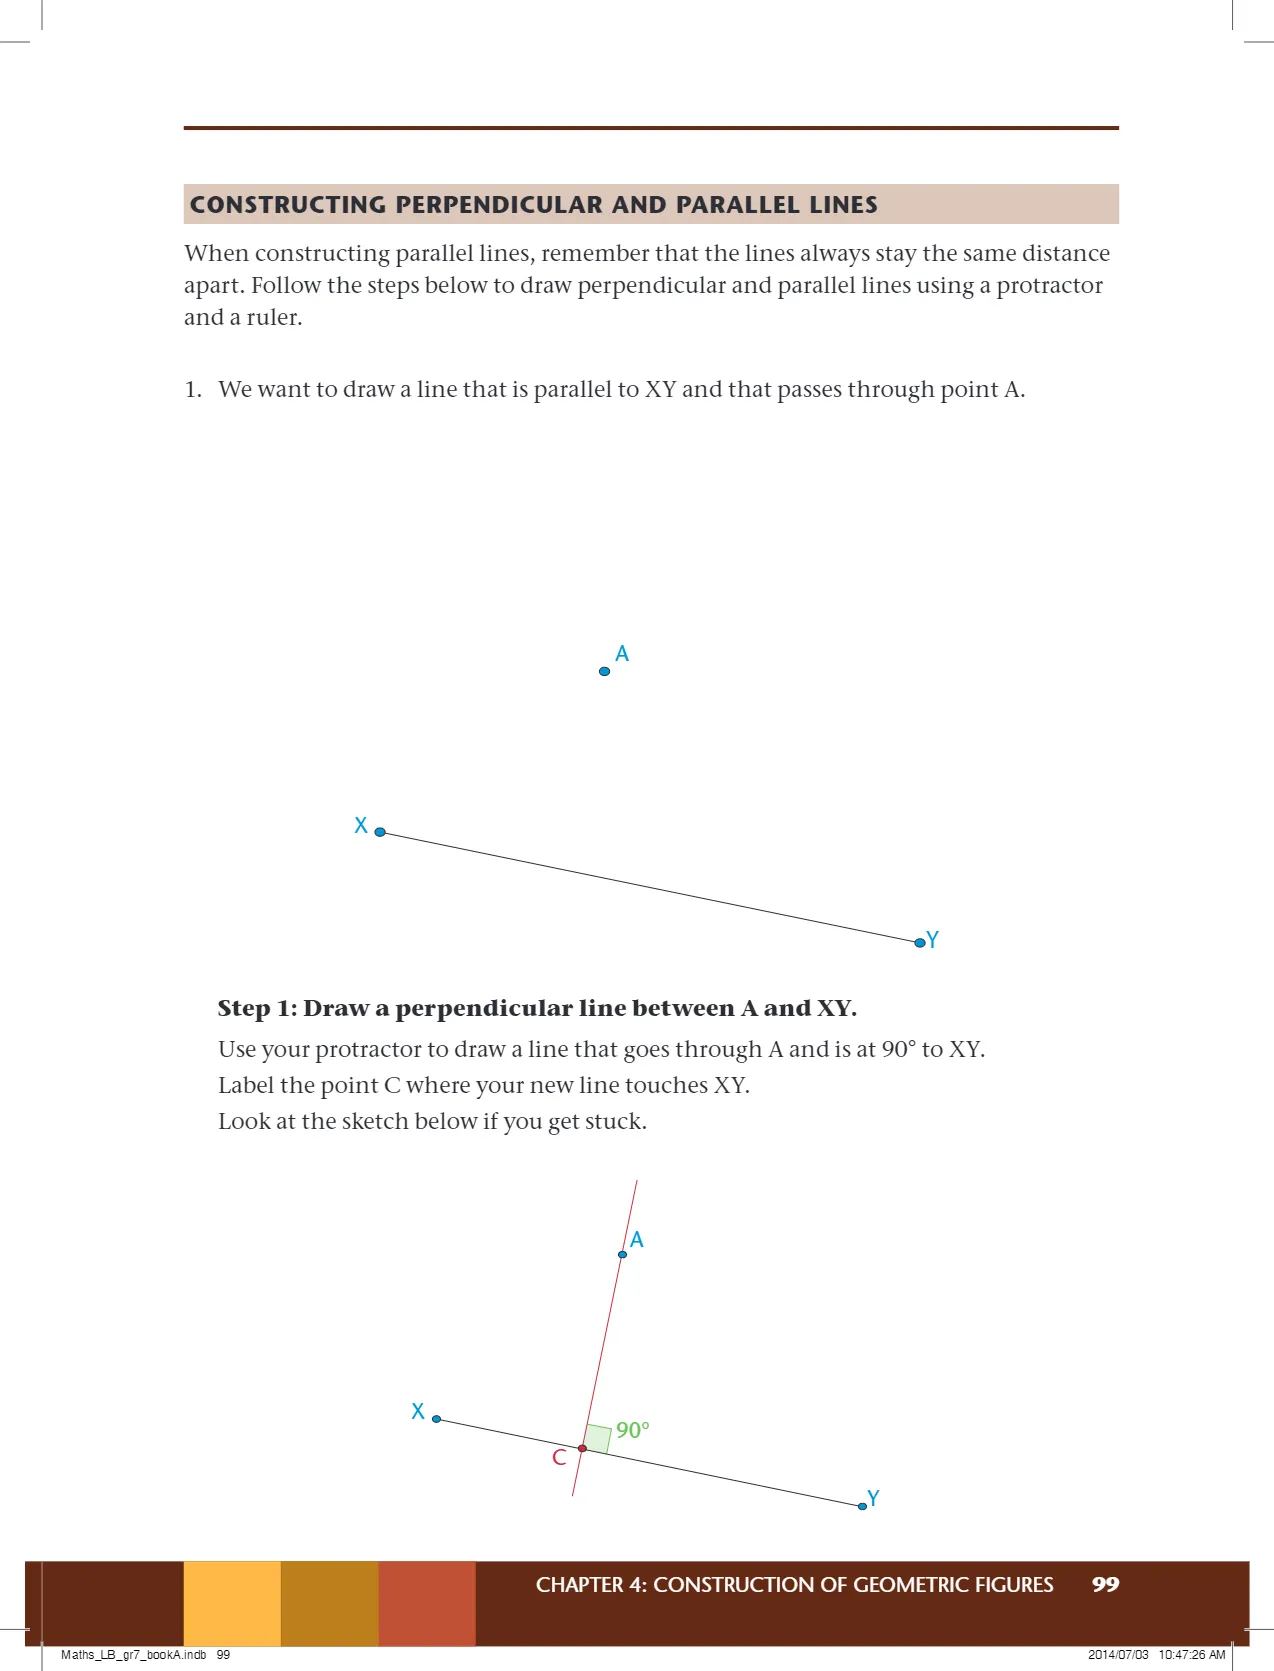 CONSTRUCTING PERPENDICULAR AND PARALLEL LINES
When constructing parallel lines, remember that the lines always stay the same distance
apart. Follow the steps below to draw perpendicular and parallel lines using a protractor
and a ruler.
1. We want to draw a line that is parallel to XY and that passes through point A.
A
X
Y
Step 1: Draw a perpendicular line between A and XY.
Use your protractor to draw a line that goes through A and is at 90° to XY.
Label the point C where your new line touches XY.
Look at the sketch below if you get stuck.
A
X
90°
C
Y
CHAPTER 4: CONSTRUCTION OF GEOMETRIC FIGURES 99
Maths_LB_gr7_bookA.indb 99 2014/07/03 10:47:26 AM